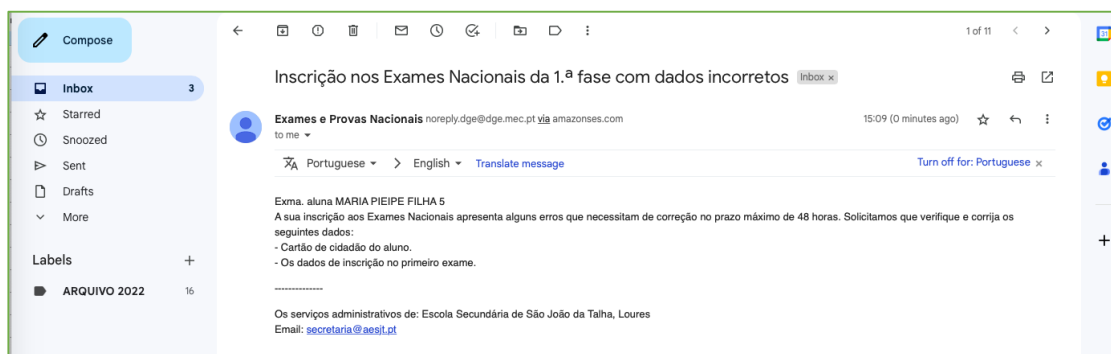 Compose
1 of 11
31
Inscrição nos Exames Nacionais da 1.ª fase com dados incorretos Inbox ×
Inbox 3
Starred
Exames e Provas Nacionais noreply.dge@dge.mec.pt via amazonses.com 15:09 (0 minutes ago)
to me
Snoozed
Sent
Portuguese > English Translate message Turn off for: Portuguese ×
Drafts
More
Exma. aluna MARIA PIEIPE FILHA 5
A sua inscrição aos Exames Nacionais apresenta alguns erros que necessitam de correção no prazo máximo de 48 horas. Solicitamos que verifique e corrija os
seguintes dados:
- Cartão de cidadão do aluno.
- Os dados de inscrição no primeiro exame.
--------------
Os serviços administrativos de: Escola Secundária de São João da Talha, Loures
Email: secretaria@aesjt.pt
Labels +
ARQUIVO 2022 16